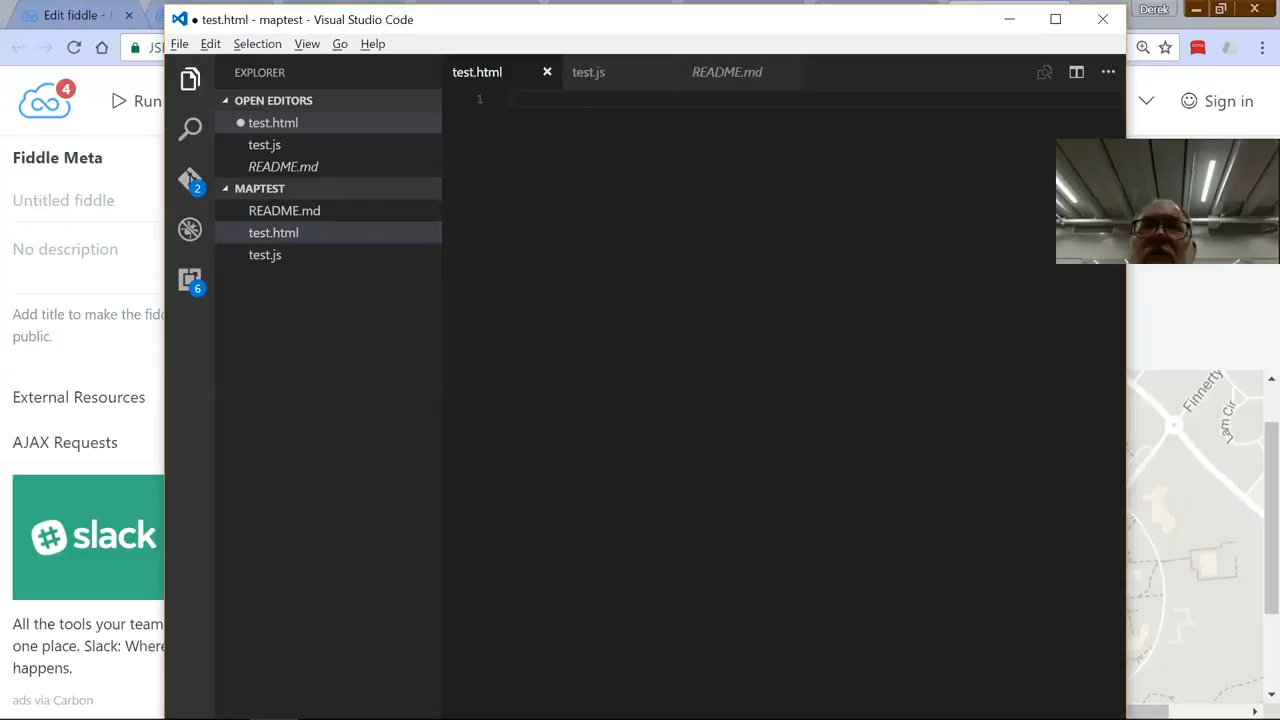 Edit fiddle -
Derek
● test.html - maptest - Visual Studio Code
File Edit Selection View Go Help
JS
4
Run
Sign in
Fiddle Meta
Untitled fiddle
No description
Add title to make the fidd
public.
External Resources
AJAX Requests
slack
All the tools your team
one place. Slack: Where
happens.
ads via Carbon
2
6
EXPLORER
OPEN EDITORS
test.html
test.js
README.md
MAPTEST
README.md
test.html
test.js
test.html
test.js
README.md
1
Finnerty
am Cir